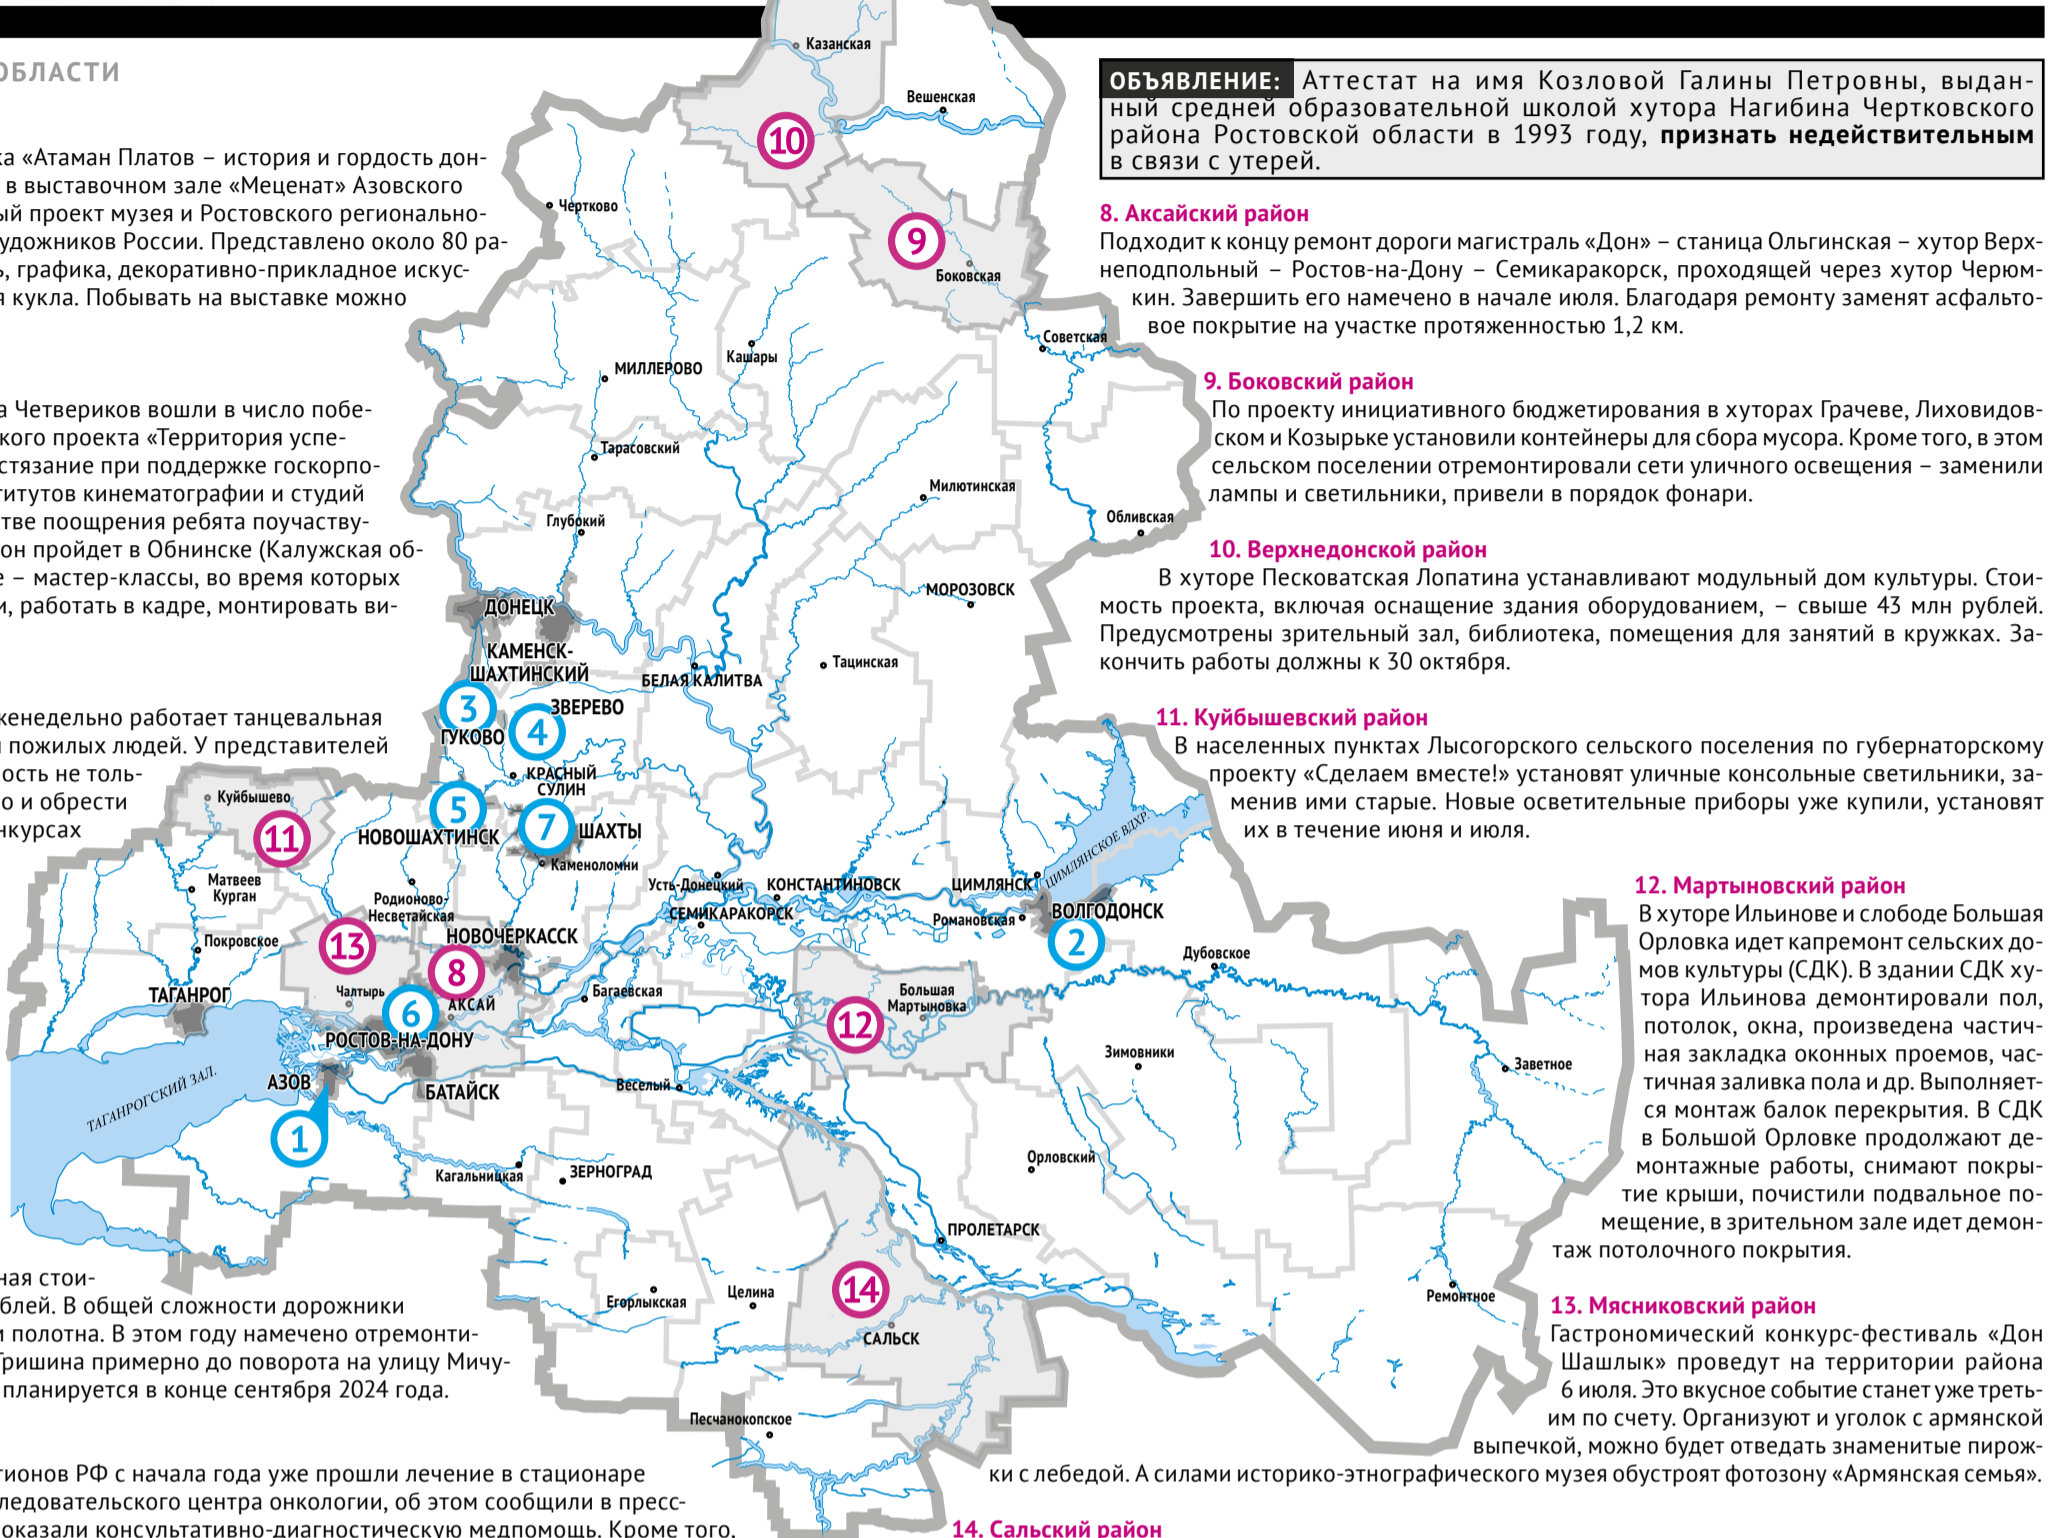 ОБЛАСТИ
«Атаман Платов – история и гордость дон-
в выставочном зале «Меценат» Азовского
проект музея и Ростовского регионально-
художников России. Представлено около 80 ра-
графика, декоративно-прикладное искус-
кукла. Побывать на выставке можно
Четвериков вошли в число побе-
ского проекта «Территория успе-
стязание при поддержке госкорпо-
титутов кинематографии и студий
стве поощрения ребята поучаству-
он пройдет в Обнинске (Калужская об-
– мастер-классы, во время которых
работать в кадре, монтировать ви-
женедельно работает танцевальная
пожилых людей. У представителей
ность не толь-
о и обрести
нкурсах
ная стои-
блей. В общей сложности дорожники
полотна. В этом году намечено отремонти-
Гришина примерно до поворота на улицу Мичу-
планируется в конце сентября 2024 года.
гионов РФ с начала года уже прошли лечение в стационаре
следовательского центра онкологии, об этом сообщили в пресс-
оказали консультативно-диагностическую медпомощь. Кроме того,
Казанская
Вешенская
10
Чертково
9
Боковская
Советская
Кашары
МИЛЛЕРОВО
Тарасовский
Милютинская
Глубокий
Обливская
МОРОЗОВСК
ДОНЕЦК
КАМЕНСК-
ШАХТИНСКИЙ
Тацинская
БЕЛАЯ КАЛИТВА
3
ЗВЕРЕВО
4
ГУКОВО
КРАСНЫЙ
СУЛИН
Куйбышево
5
7
ШАХТЫ
11
НОВОШАХТИНСК
Каменоломни
ЦИМЛЯНСКОЕ ВДХР.
Матвеев
Курган
Родионово-
Несветайская
Усть-Донецкий
КОНСТАНТИНОВСК
ЦИМЛЯНСК
СЕМИКАРАКОРСК
Романовская
ВОЛГОДОНСК
2
Покровское
13
НОВОЧЕРКАССК
8
Дубовское
ТАГАНРОГ
Чалтырь
6
АКСАЙ
Багаевская
Большая
Мартыновка
12
РОСТОВ-НА-ДОНУ
Зимовники
Заветное
ТАГАНРОГСКИЙ ЗАЛ.
АЗОВ
БАТАЙСК
Веселый
1
Кагальницкая
ЗЕРНОГРАД
Орловский
ПРОЛЕТАРСК
Егорлыкская
Целина
14
САЛЬСК
Ремонтное
Песчанокопское
ОБЪЯВЛЕНИЕ: Аттестат на имя Козловой Галины Петровны, выдан-
ный средней образовательной школой хутора Нагибина Чертковского
района Ростовской области в 1993 году, признать недействительным
в связи с утерей.
8. Аксайский район
Подходит к концу ремонт дороги магистраль «Дон» – станица Ольгинская – хутор Верх-
неподпольный – Ростов-на-Дону – Семикаракорск, проходящей через хутор Черюм-
кин. Завершить его намечено в начале июля. Благодаря ремонту заменят асфальто-
вое покрытие на участке протяженностью 1,2 км.
9. Боковский район
По проекту инициативного бюджетирования в хуторах Грачеве, Лиховидов-
ском и Козырьке установили контейнеры для сбора мусора. Кроме того, в этом
сельском поселении отремонтировали сети уличного освещения – заменили
лампы и светильники, привели в порядок фонари.
10. Верхнедонской район
В хуторе Песковатская Лопатина устанавливают модульный дом культуры. Стои-
мость проекта, включая оснащение здания оборудованием, – свыше 43 млн рублей.
Предусмотрены зрительный зал, библиотека, помещения для занятий в кружках. За-
кончить работы должны к 30 октября.
11. Куйбышевский район
В населенных пунктах Лысогорского сельского поселения по губернаторскому
проекту «Сделаем вместе!» установят уличные консольные светильники, за-
менив ими старые. Новые осветительные приборы уже купили, установят
их в течение июня и июля.
12. Мартыновский район
В хуторе Ильинове и слободе Большая
Орловка идет капремонт сельских до-
мов культуры (СДК). В здании СДК ху-
тора Ильинова демонтировали пол,
потолок, окна, произведена частич-
ная закладка оконных проемов, час-
тичная заливка пола и др. Выполняет-
ся монтаж балок перекрытия. В СДК
в Большой Орловке продолжают де-
монтажные работы, снимают покры-
тие крыши, почистили подвальное по-
мещение, в зрительном зале идет демон-
таж потолочного покрытия.
13. Мясниковский район
Гастрономический конкурс-фестиваль «Дон
Шашлык» проведут на территории района
6 июля. Это вкусное событие станет уже треть-
им по счету. Организуют и уголок с армянской
выпечкой, можно будет отведать знаменитые пирож-
ки с лебедой. А силами историко-этнографического музея обустроят фотозону «Армянская семья».
14. Сальский район